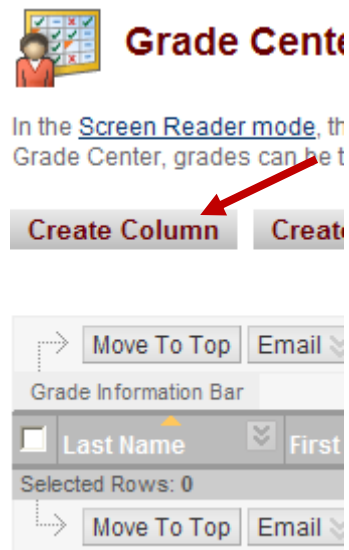 Grade Cente
In the Screen Reader mode, th
Grade Center, grades can be t
Create Column Create
Move To Top Email
Grade Information Bar
Last Name First
Selected Rows: 0
Move To Top Email